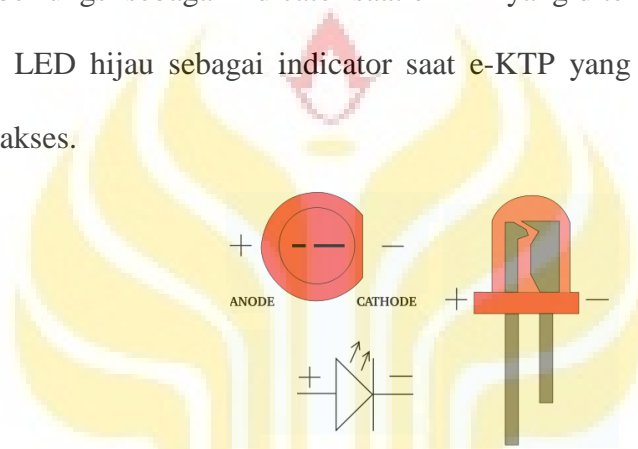 LED hijau sebagai indicator saat e-KTP yang
akses.
+ −
ANODE CATHODE
+ −
+ −